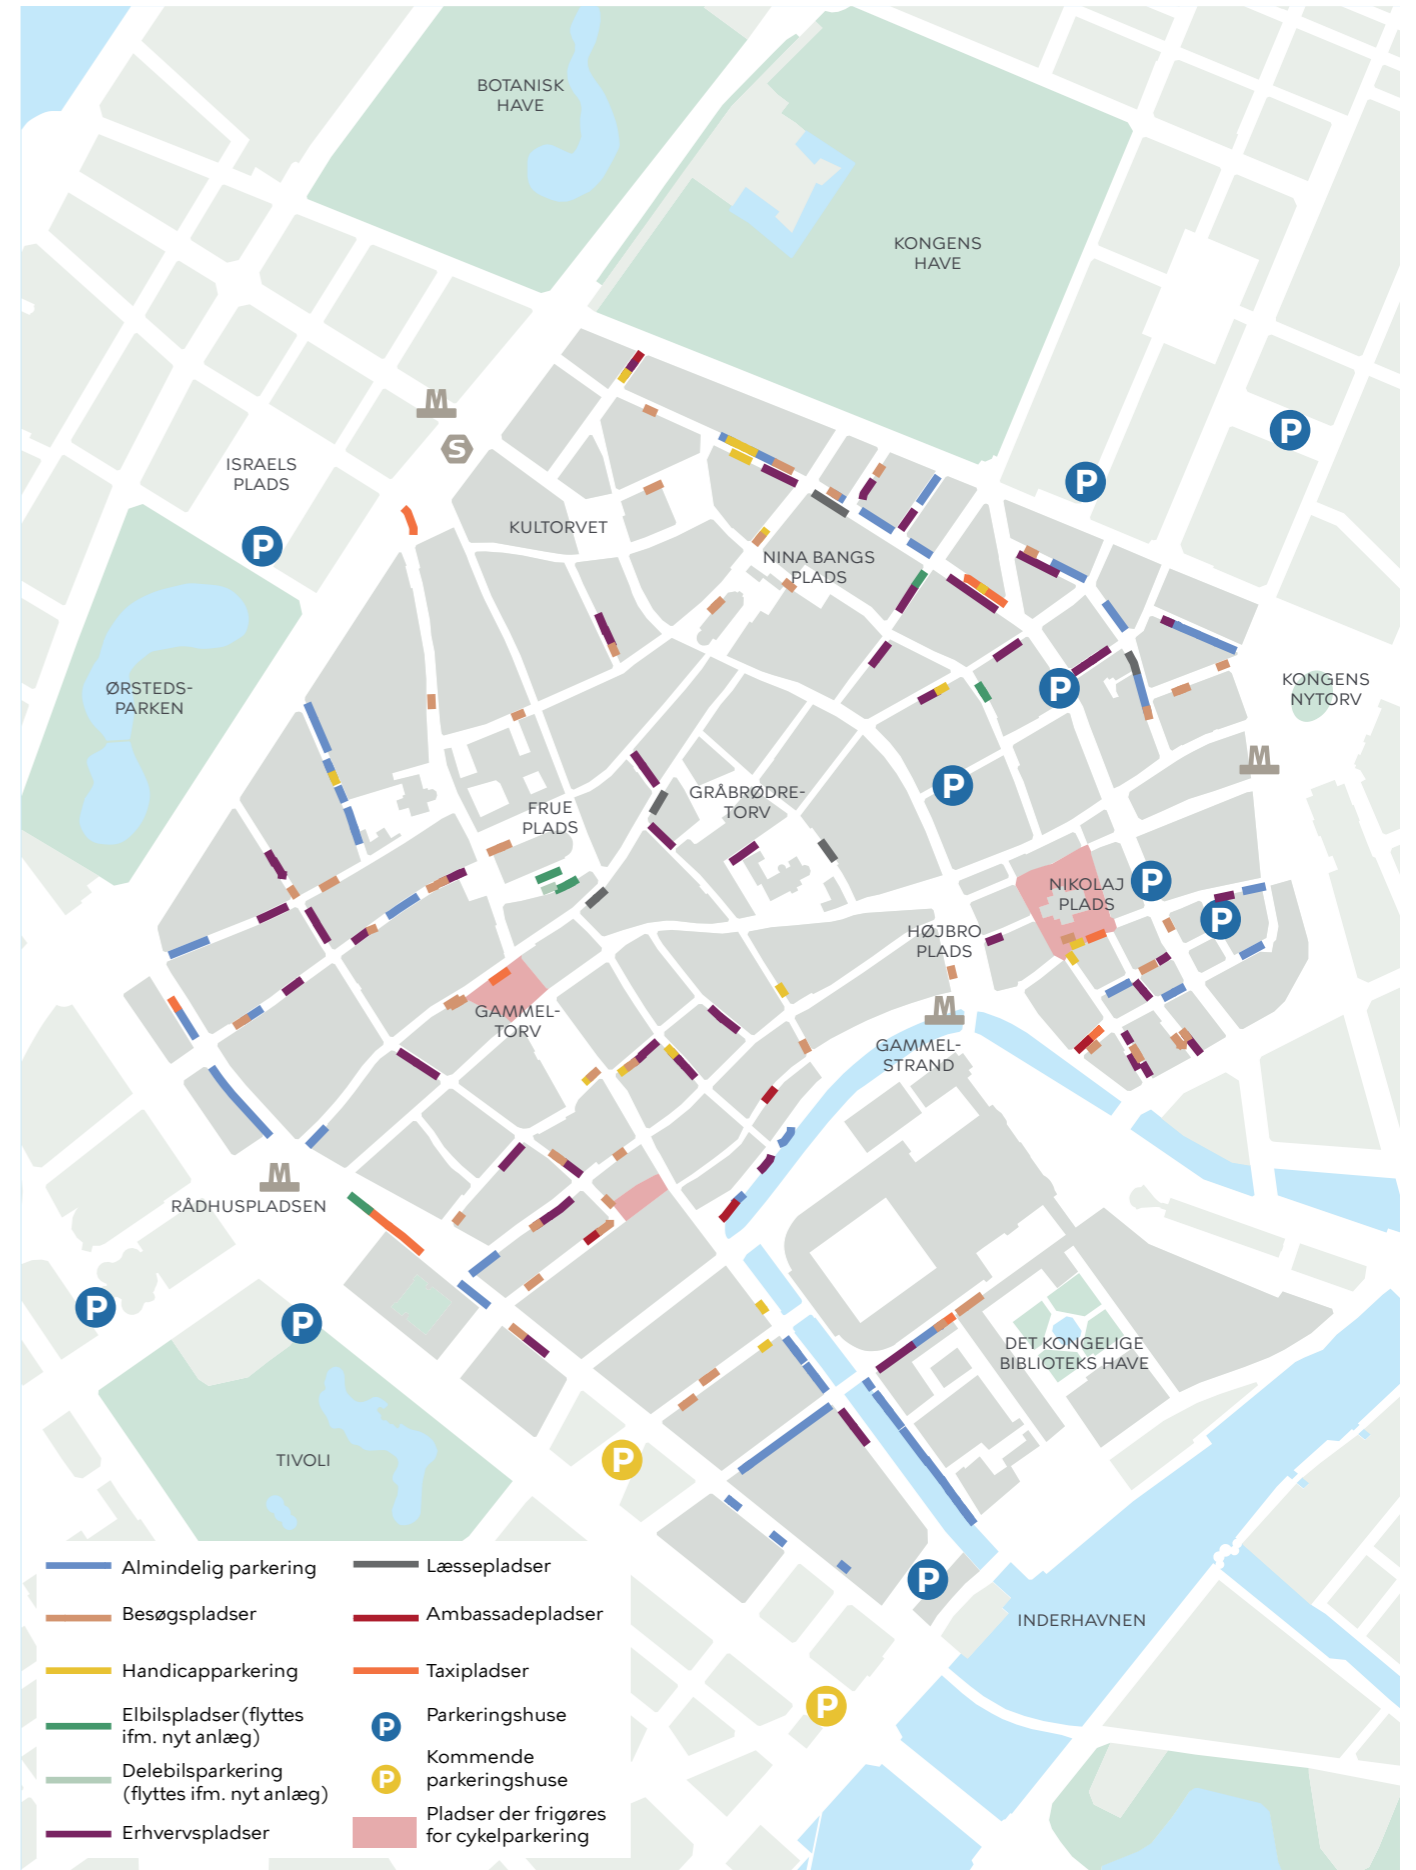 BOTANISK
HAVE
KONGENS
HAVE
M
S
P
P
ISRAELS
PLADS
P
KULTORVET
NINA BANGS
PLADS
ØRSTEDS-
PARKEN
P
KONGENS
NYTORV
M
P
GRÅBRØDRE-
TORV
FRUE
PLADS
NIKOLAJ
PLADS
P
P
HØJBRO
PLADS
M
GAMMEL-
TORV
GAMMEL-
STRAND
M
RÅDHUSPLADSEN
P
P
DET KONGELIGE
BIBLIOTEKS HAVE
TIVOLI
P
P
INDERHAVNEN
P
Almindelig parkering
Besøgspladser
Handicapparkering
Elbilspladser (flyttes
ifm. nyt anlæg)
Delebilsparkering
(flyttes ifm. nyt anlæg)
Erhvervspladser
Læssepladser
Ambassadepladser
Taxipladser
P Parkeringshuse
P Kommende
parkeringshuse
Pladser der frigøres
for cykelparkering